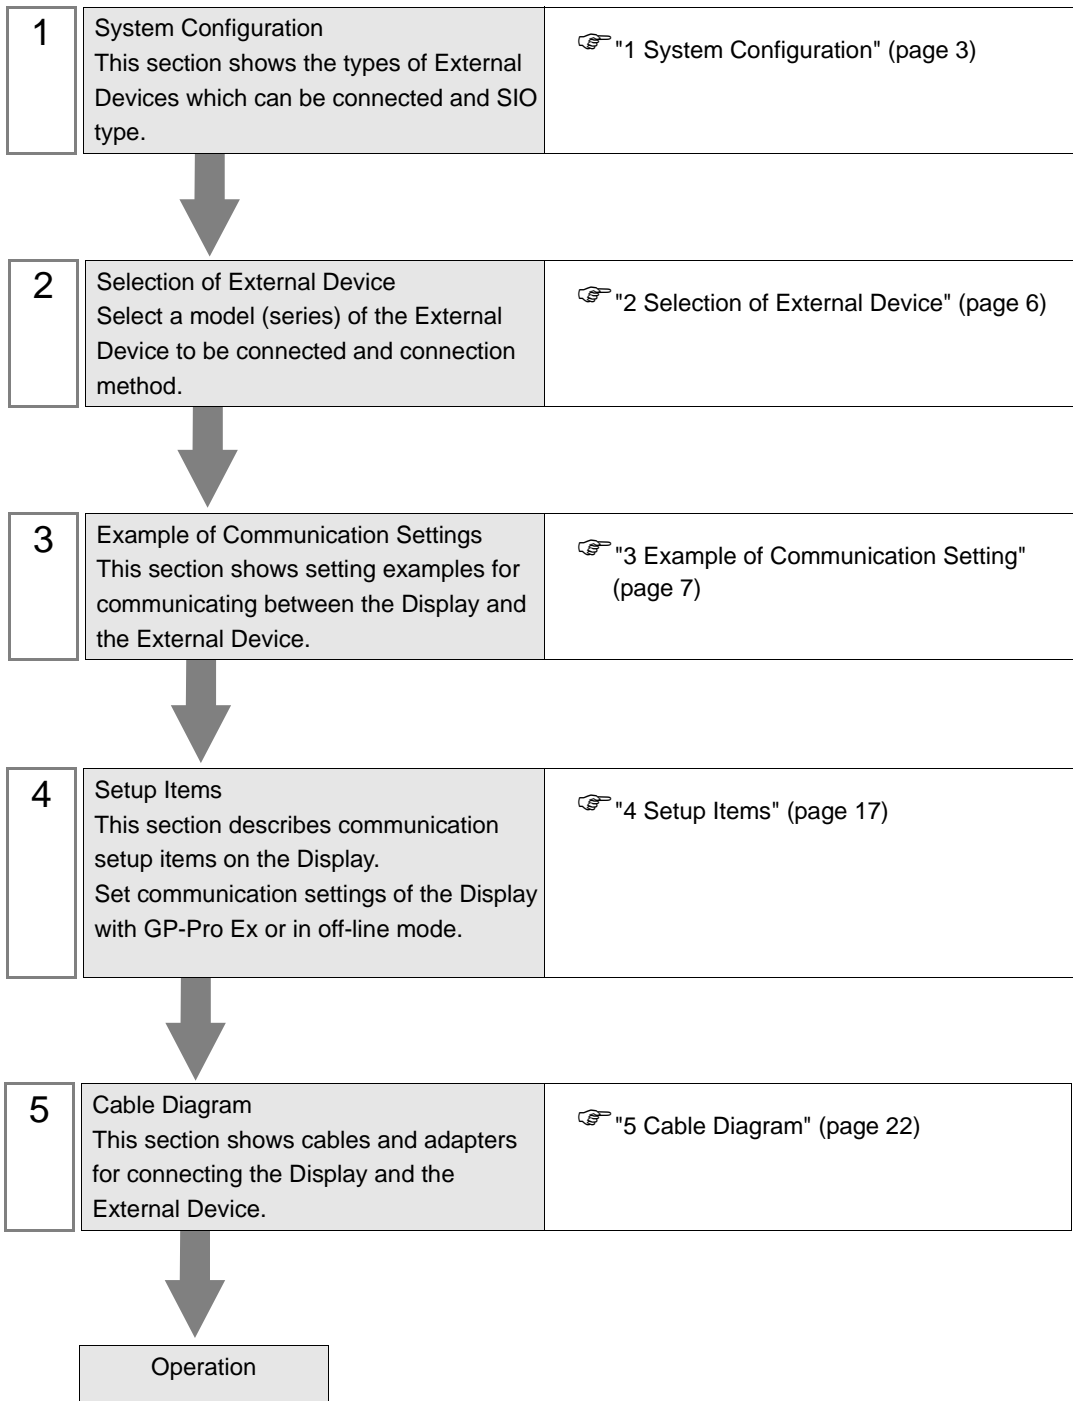 1
System Configuration
This section shows the types of External
Devices which can be connected and SIO
type.
"1 System Configuration" (page 3)
2
Selection of External Device
Select a model (series) of the External
Device to be connected and connection
method.
"2 Selection of External Device" (page 6)
3
Example of Communication Settings
This section shows setting examples for
communicating between the Display and
the External Device.
"3 Example of Communication Setting"
(page 7)
4
Setup Items
This section describes communication
setup items on the Display.
Set communication settings of the Display
with GP-Pro Ex or in off-line mode.
"4 Setup Items" (page 17)
5
Cable Diagram
This section shows cables and adapters
for connecting the Display and the
External Device.
"5 Cable Diagram" (page 22)
Operation